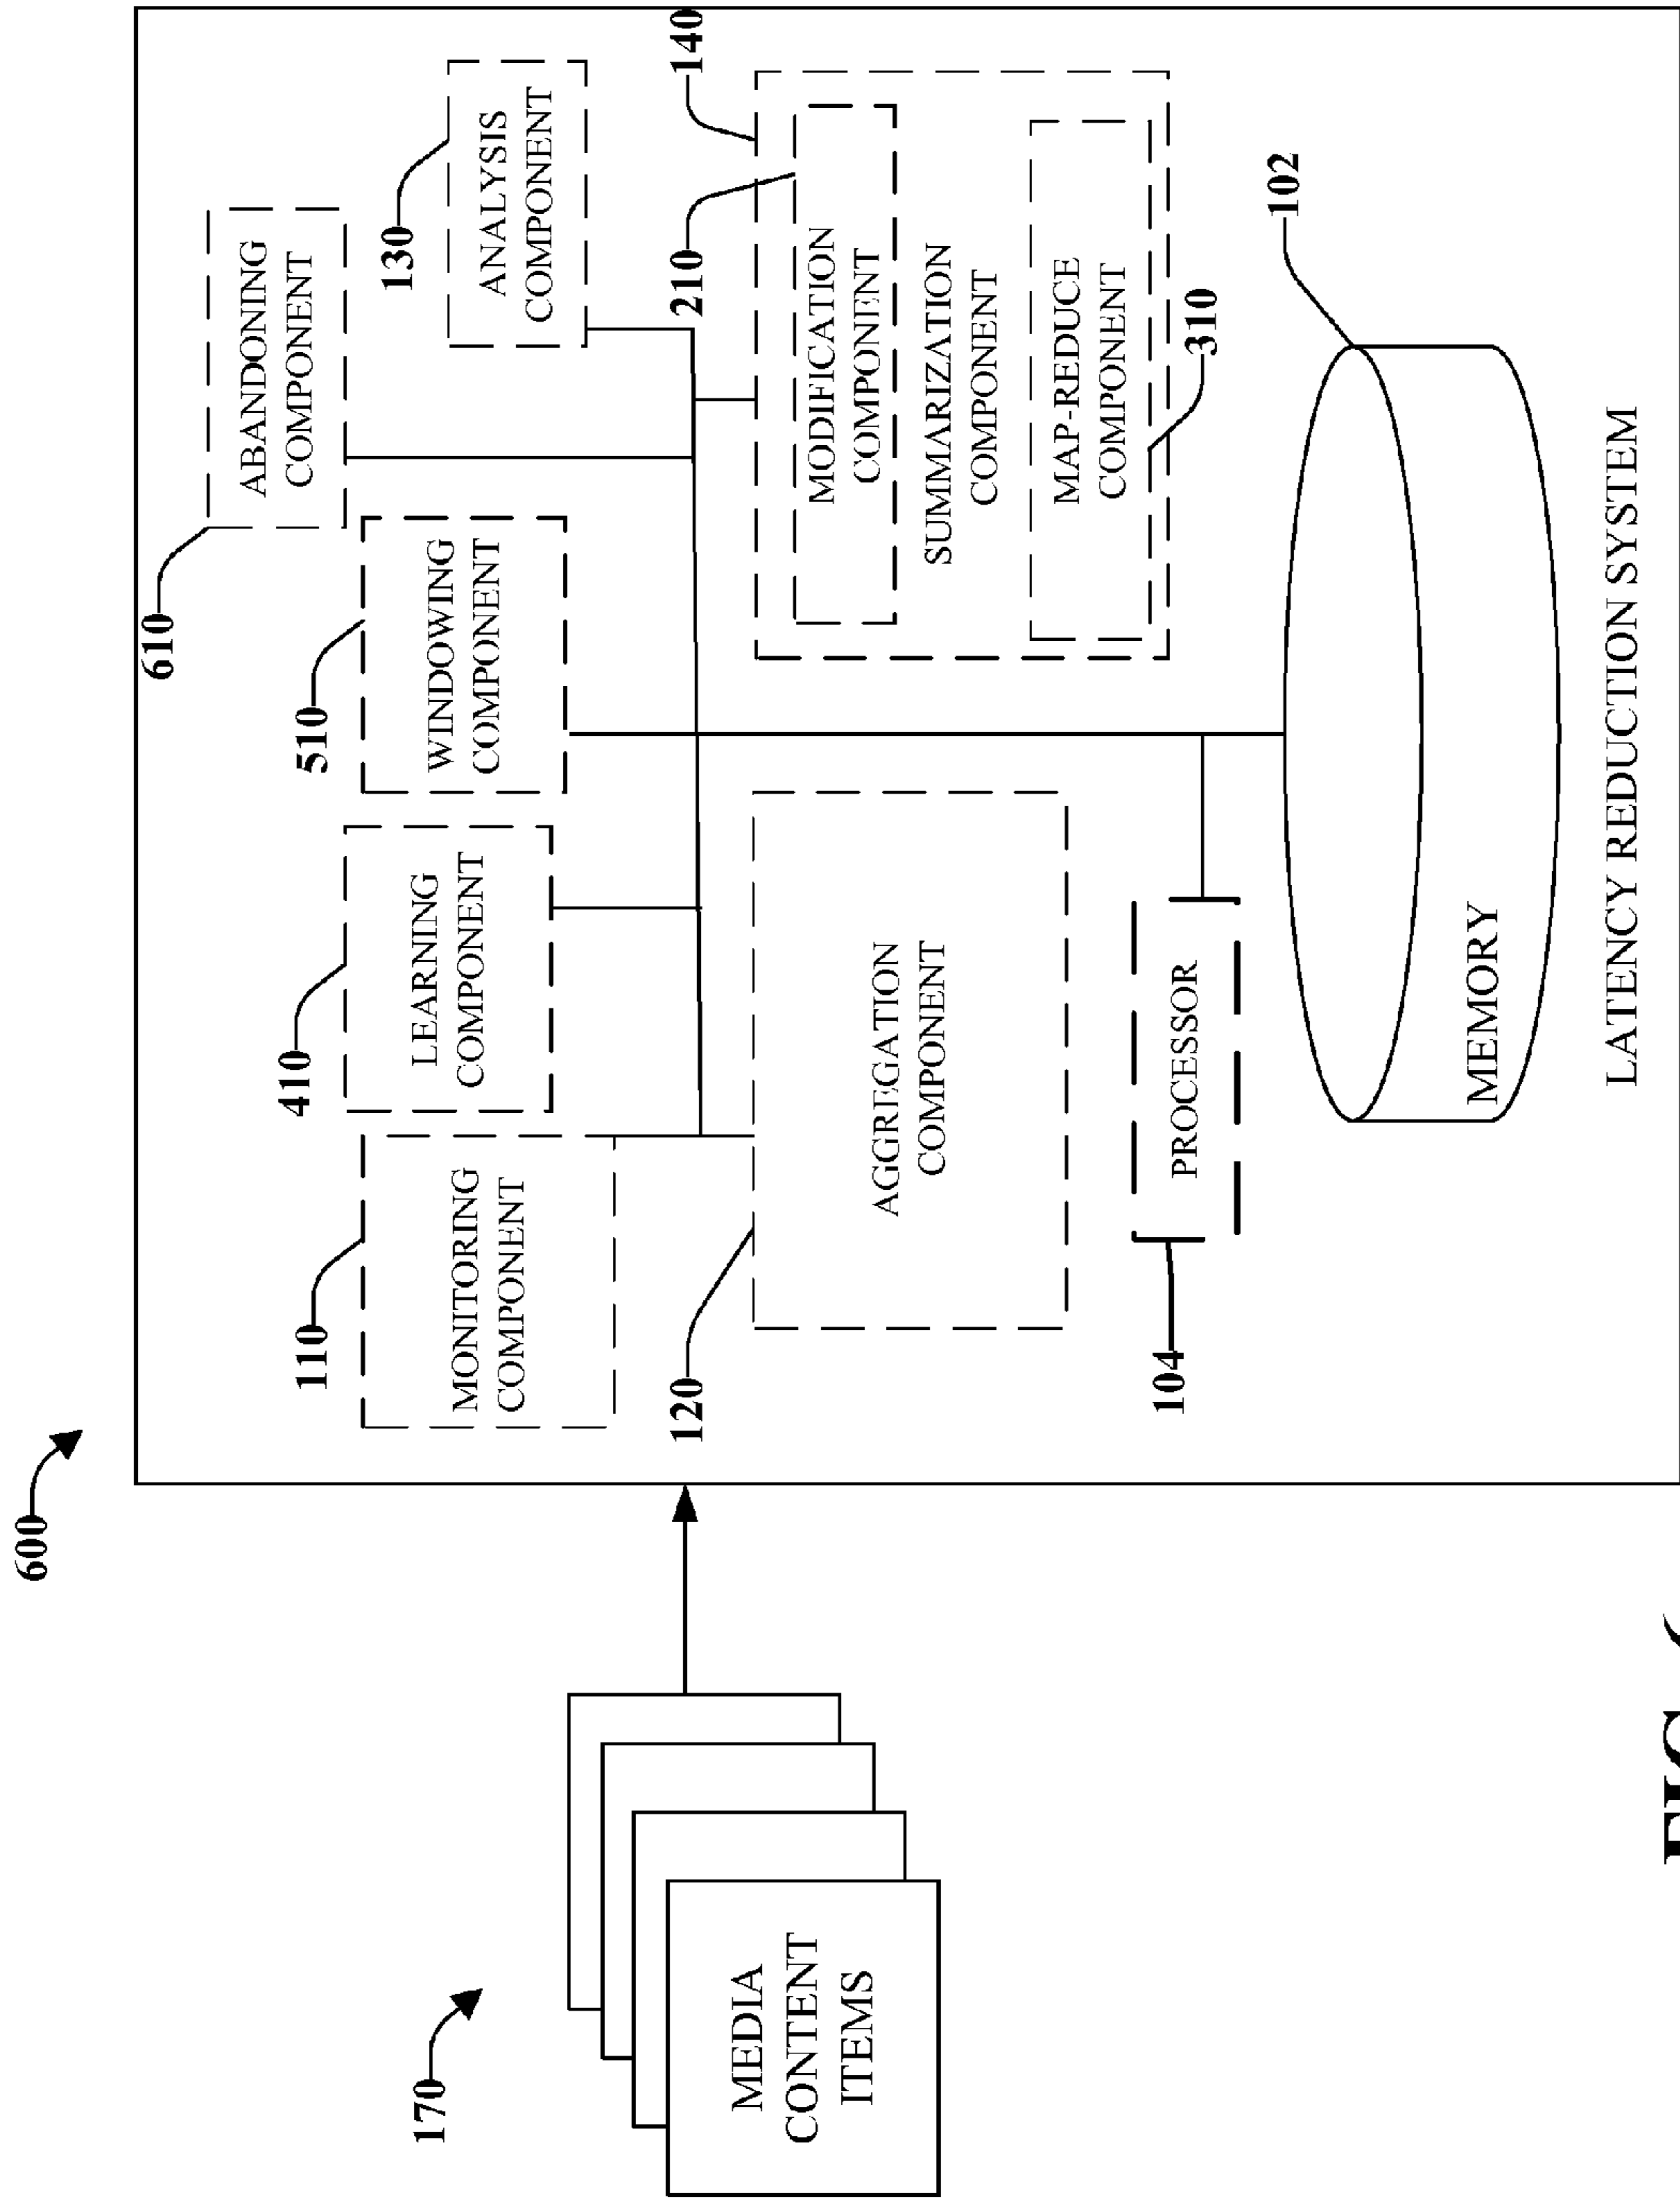 600
610
ABANDONING
COMPONENT
110
410
510
130
170
MONITORING
COMPONENT
LEARNING
COMPONENT
WINDOWING
COMPONENT
ANALYSIS
COMPONENT
120
210
140
MEDIA
CONTENT
ITEMS
AGGREGATION
COMPONENT
MODIFICATION
COMPONENT
SUMMARIZATION
COMPONENT
MAP-REDUCE
COMPONENT
310
104
PROCESSOR
102
MEMORY
LATENCY REDUCTION SYSTEM
FIG